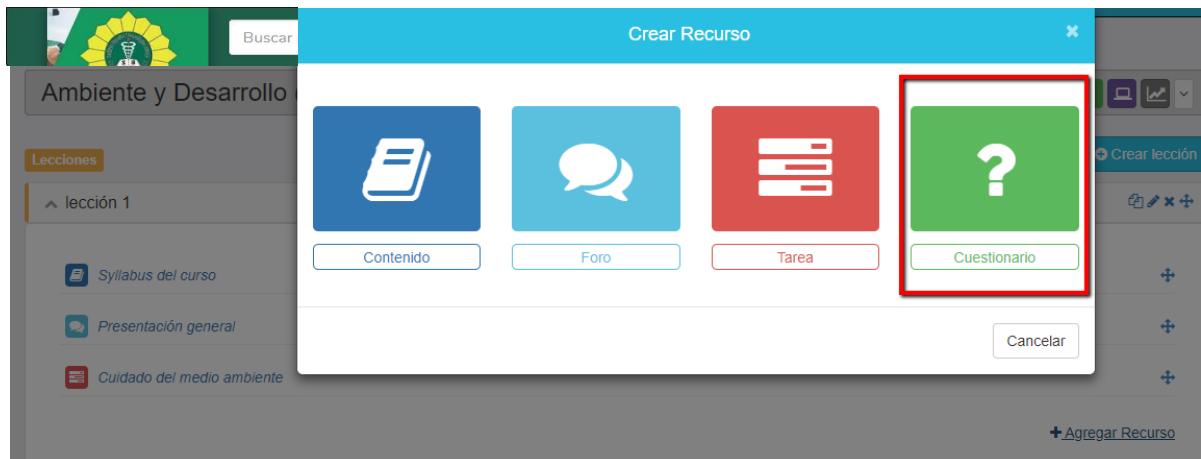 Buscar
Crear Recurso
Ambiente y Desarrollo
Lecciones
Crear lección
lección 1
Contenido
Foro
Tarea
Cuestionario
Syllabus del curso
Presentación general
Cancelar
Cuidado del medio ambiente
Agregar Recurso